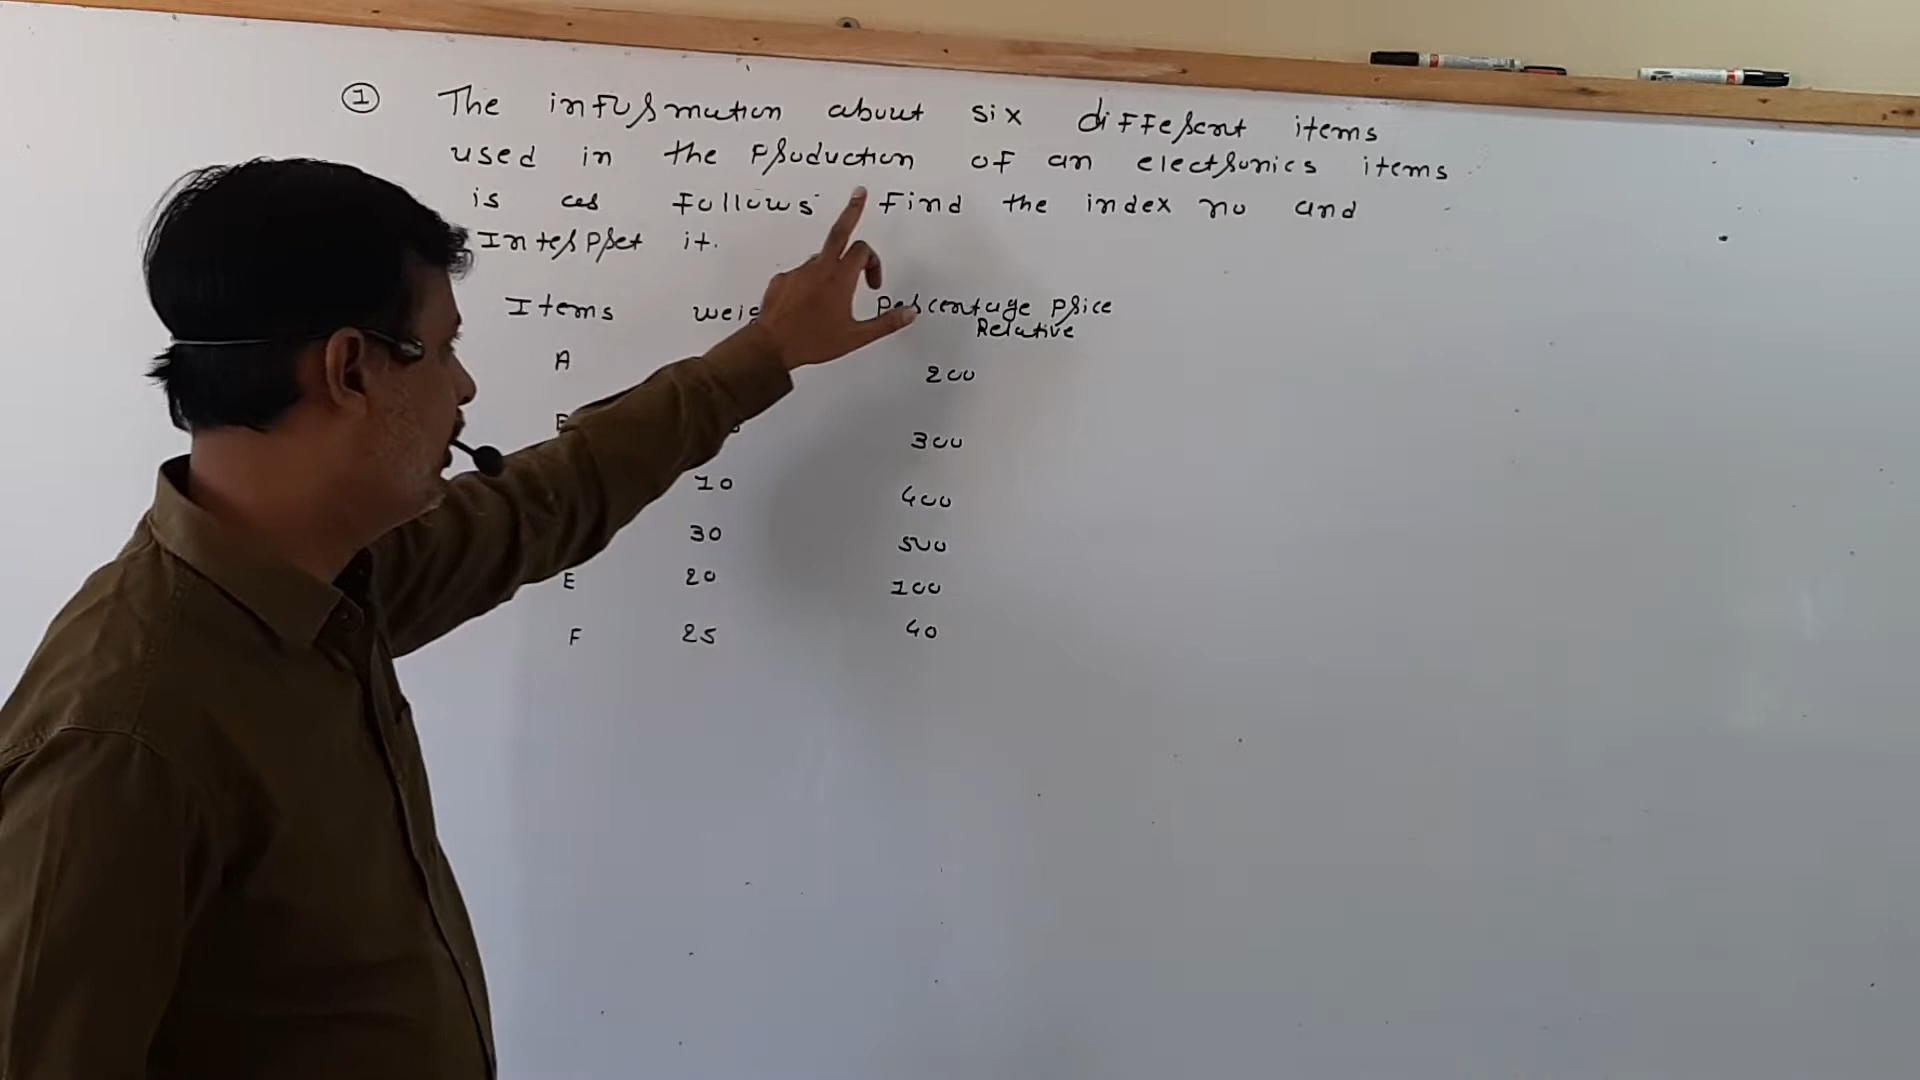 1 The information about six different items
used in the production of an electronics items
is as follows. Find the index no and
Interpret it.
Items Percentage Price
Relative
A 200
300
10 400
30 500
E 20 100
F 25 40